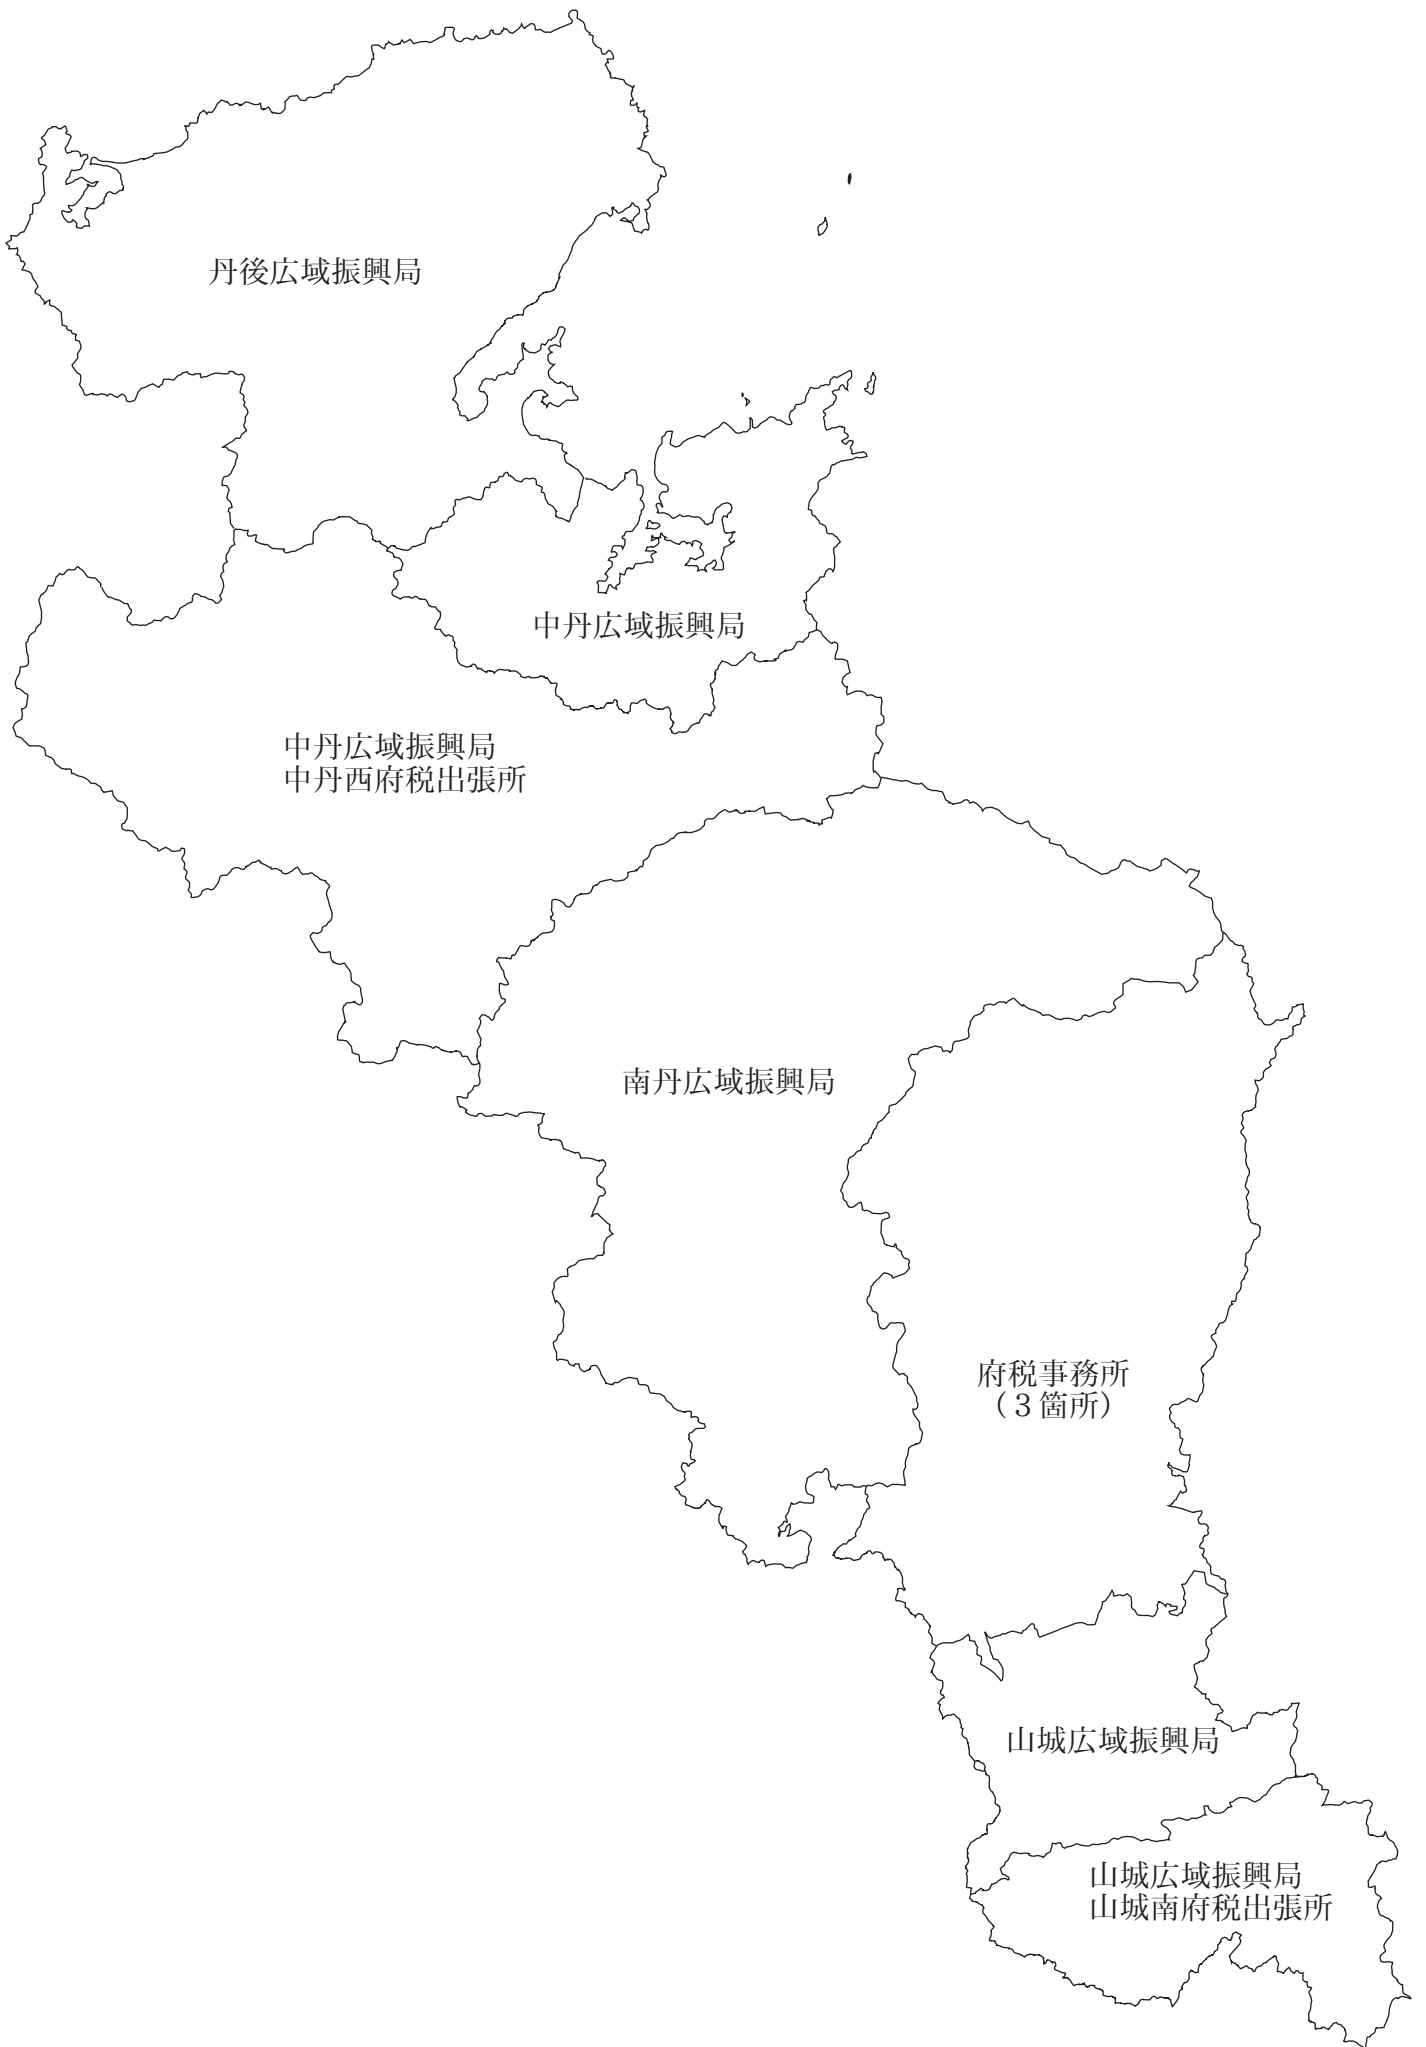 丹後広域振興局
中丹広域振興局
中丹広域振興局
中丹西府税出張所
南丹広域振興局
府税事務所
（３箇所）
山城広域振興局
山城広域振興局
山城南府税出張所